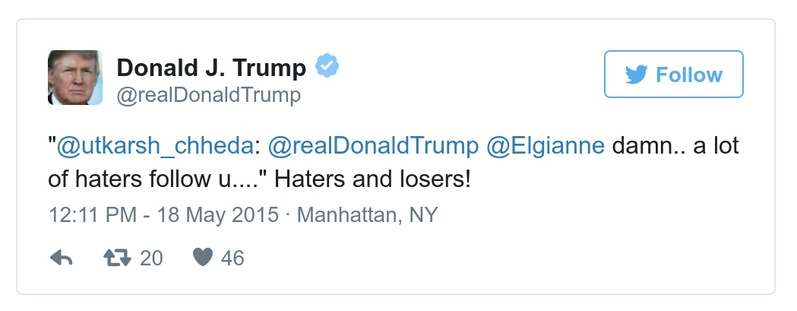 Donald J. Trump
@realDonaldTrump
Follow
"@utkarsh_chheda: @realDonaldTrump @Elgianne damn.. a lot
of haters follow u...." Haters and losers!
12:11 PM - 18 May 2015 · Manhattan, NY
20 46